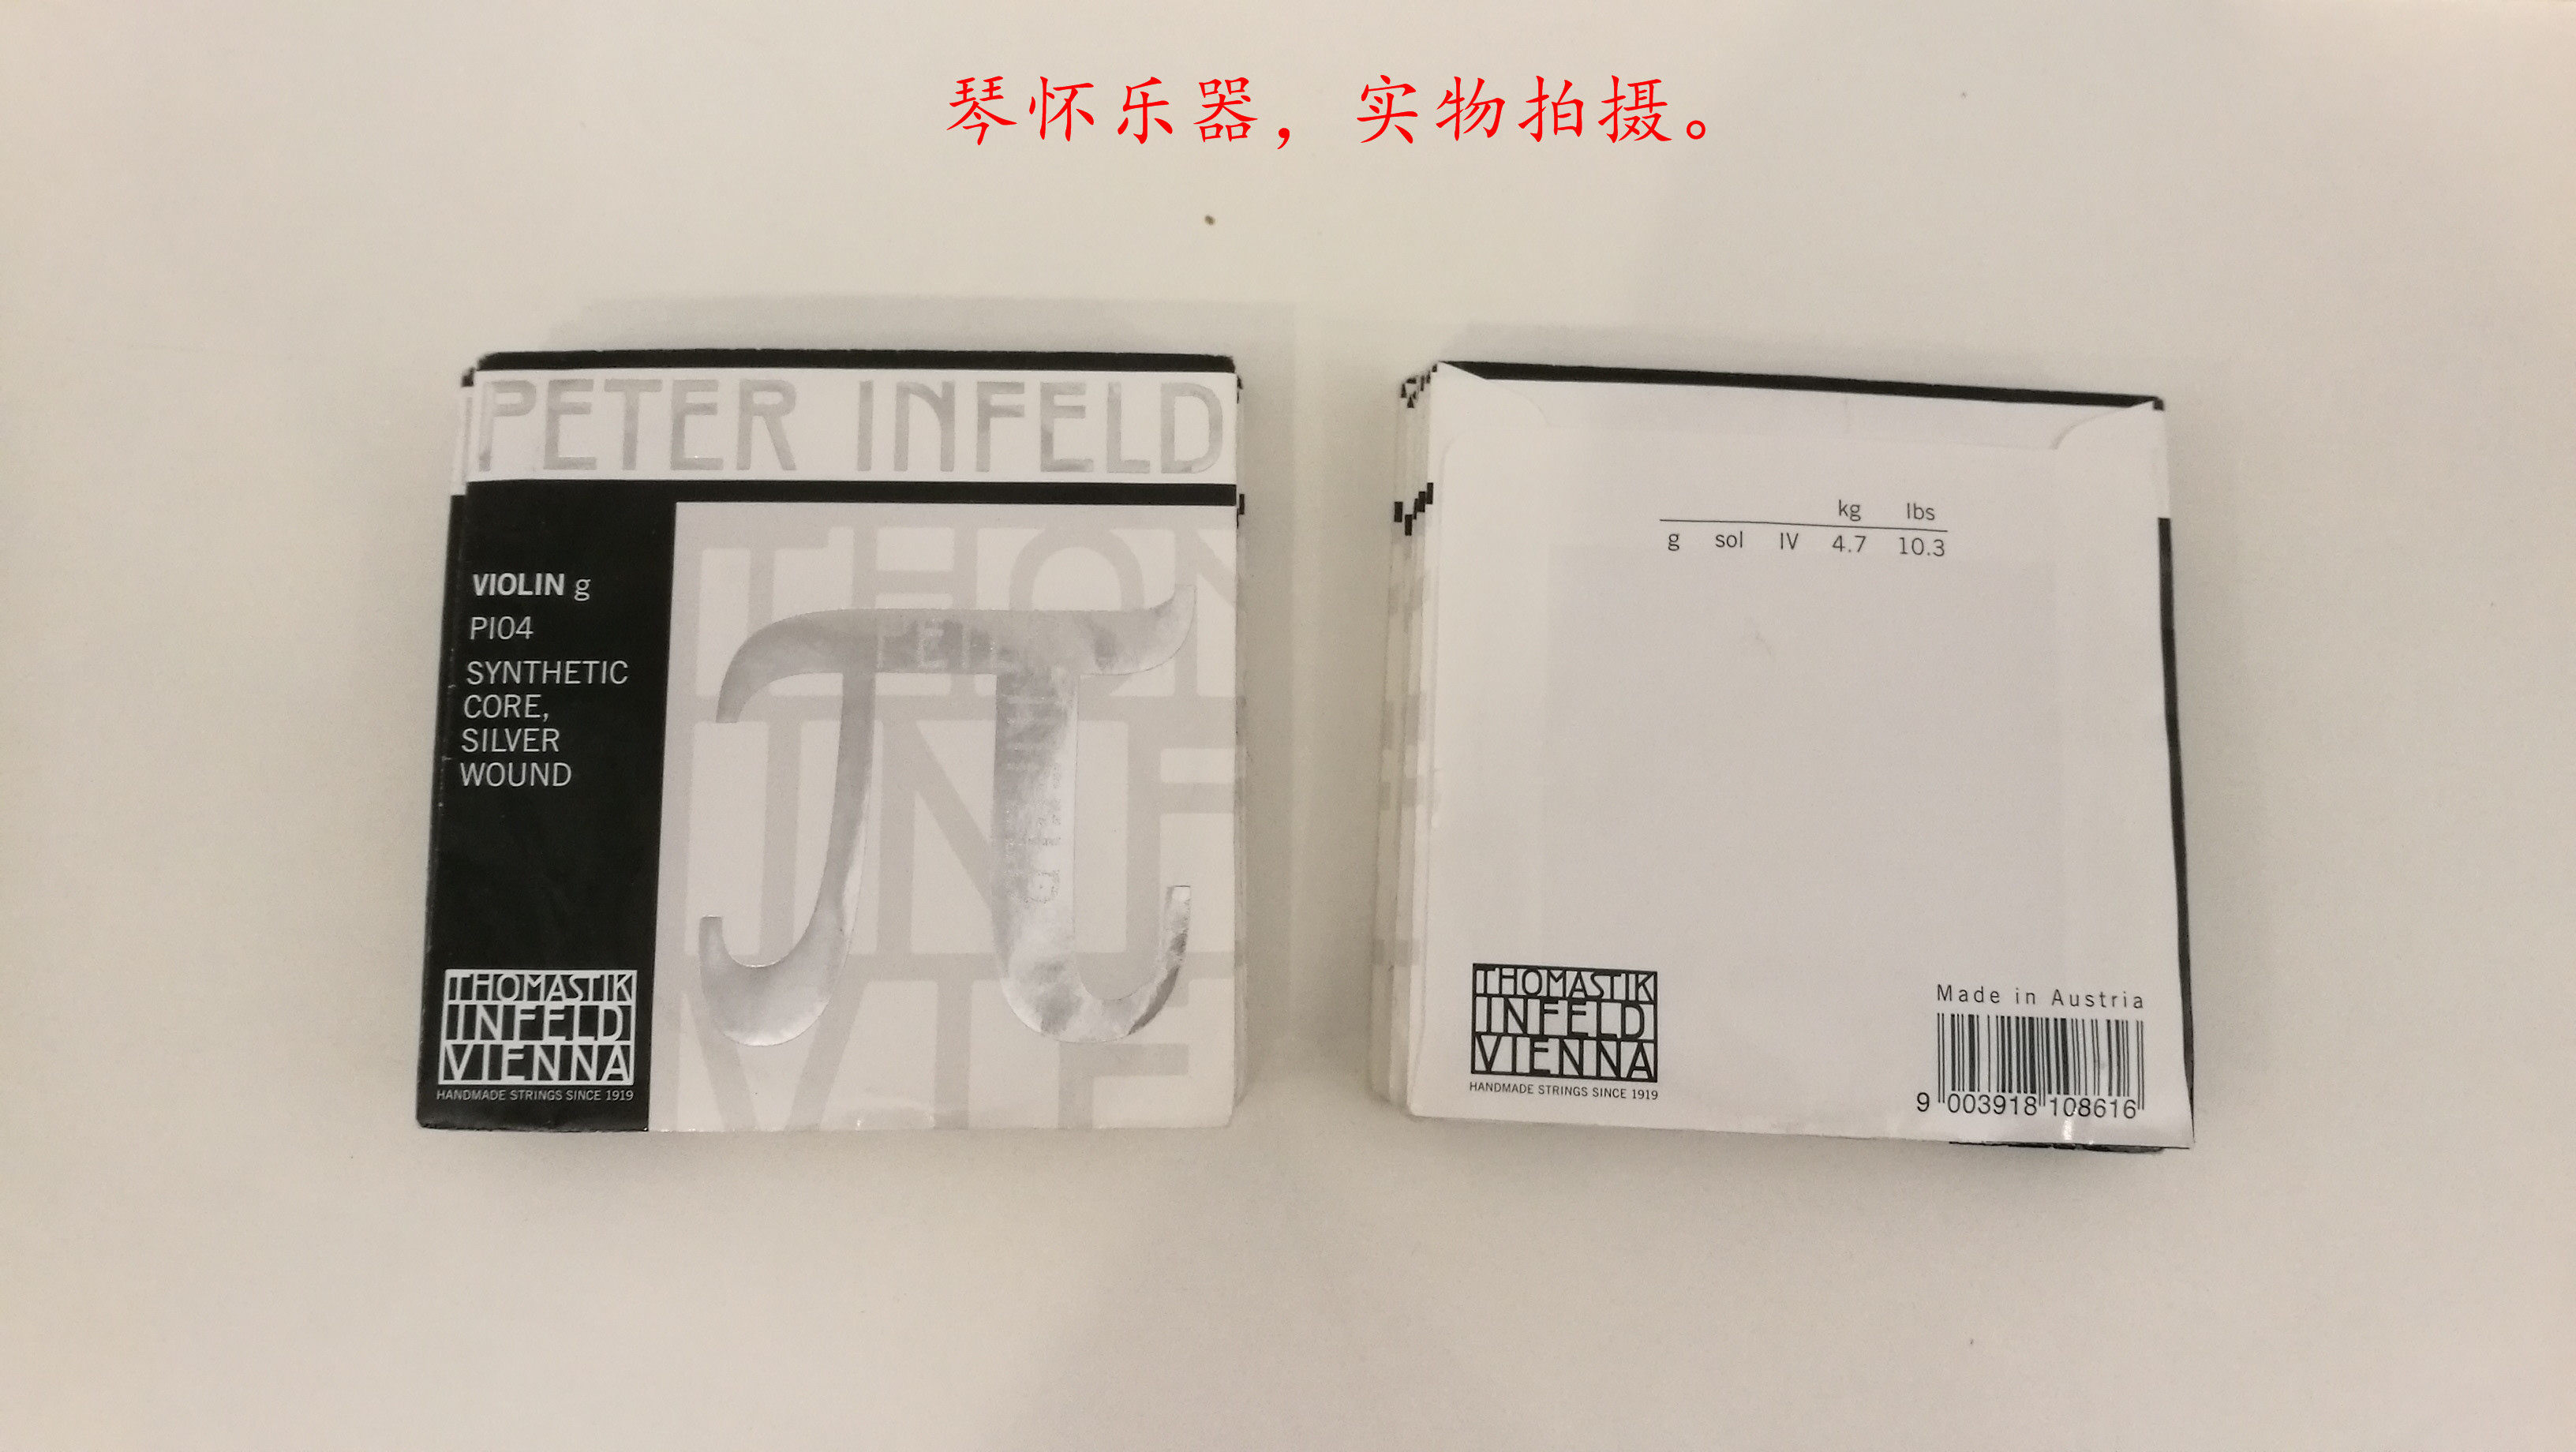 琴怀乐器，实物拍摄。
PETER INFELD
VIOLIN g
PI04
SYNTHETIC
CORE,
SILVER
WOUND
THOMASTIK
INFELD
VIENNA
HANDMADE STRINGS SINCE 1919
kg lbs
g sol IV 4.7 10.3
THOMASTIK
INFELD
VIENNA
HANDMADE STRINGS SINCE 1919
Made in Austria
9 003918 108616